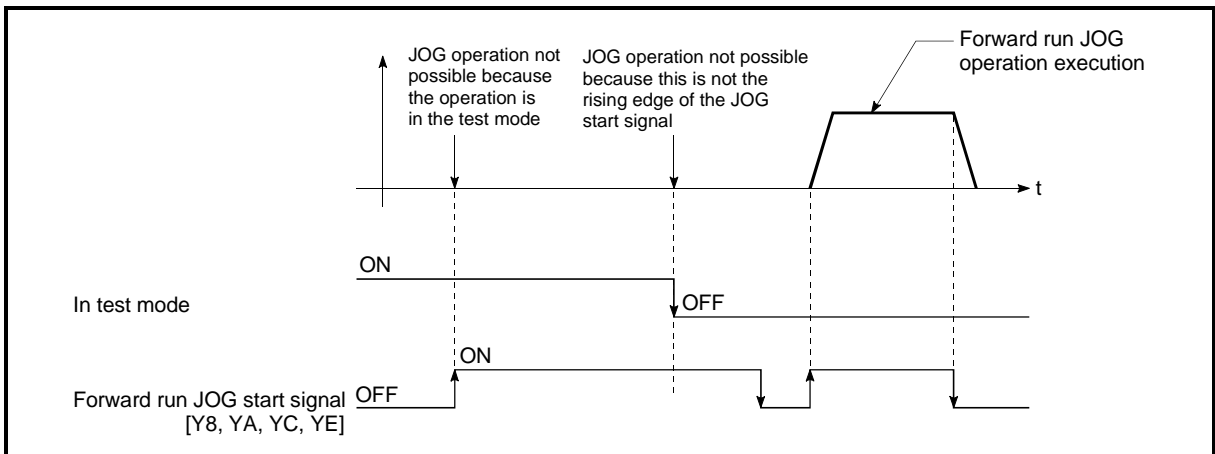 JOG operation not
possible because
the operation is
in the test mode
JOG operation not possible
because this is not the
rising edge of the JOG
start signal
Forward run JOG
operation execution
t
ON
In test mode
OFF
ON
Forward run JOG start signal
OFF
[Y8, YA, YC, YE]